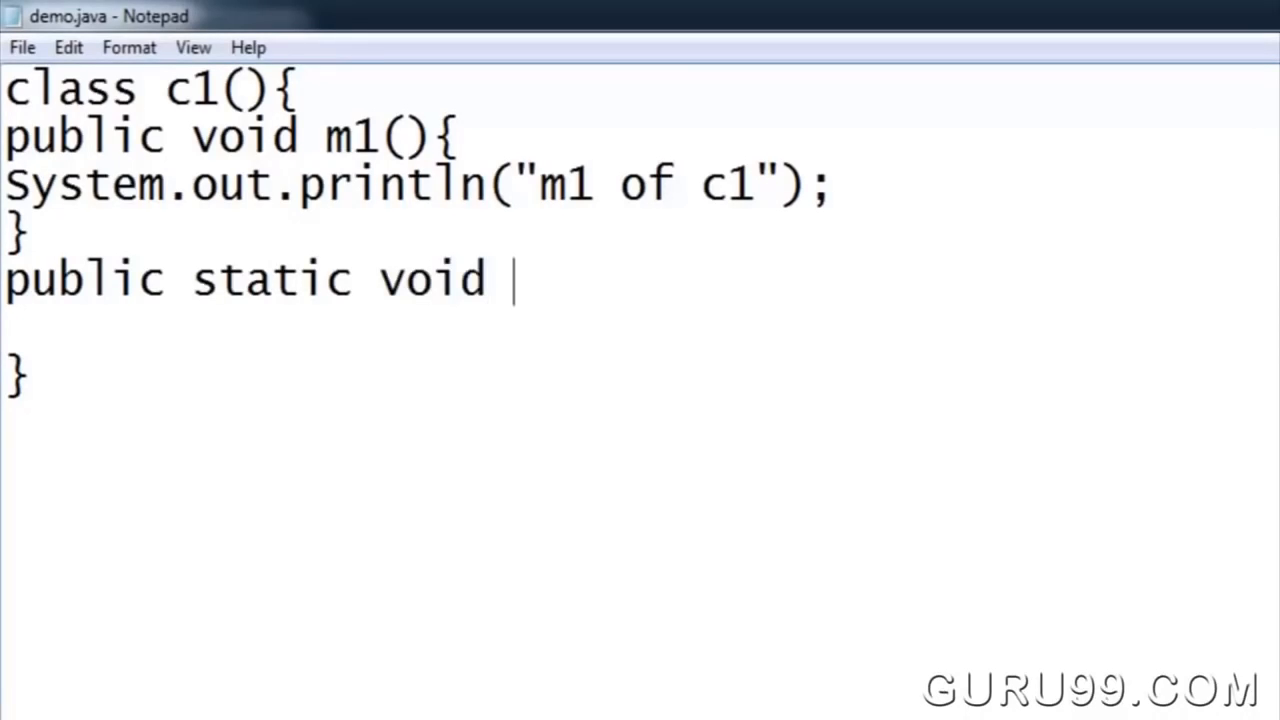 demo.java - Notepad
File Edit Format View Help
class c1(){
public void m1(){
System.out.println("m1 of c1");
}
public static void
}
GURU99.COM